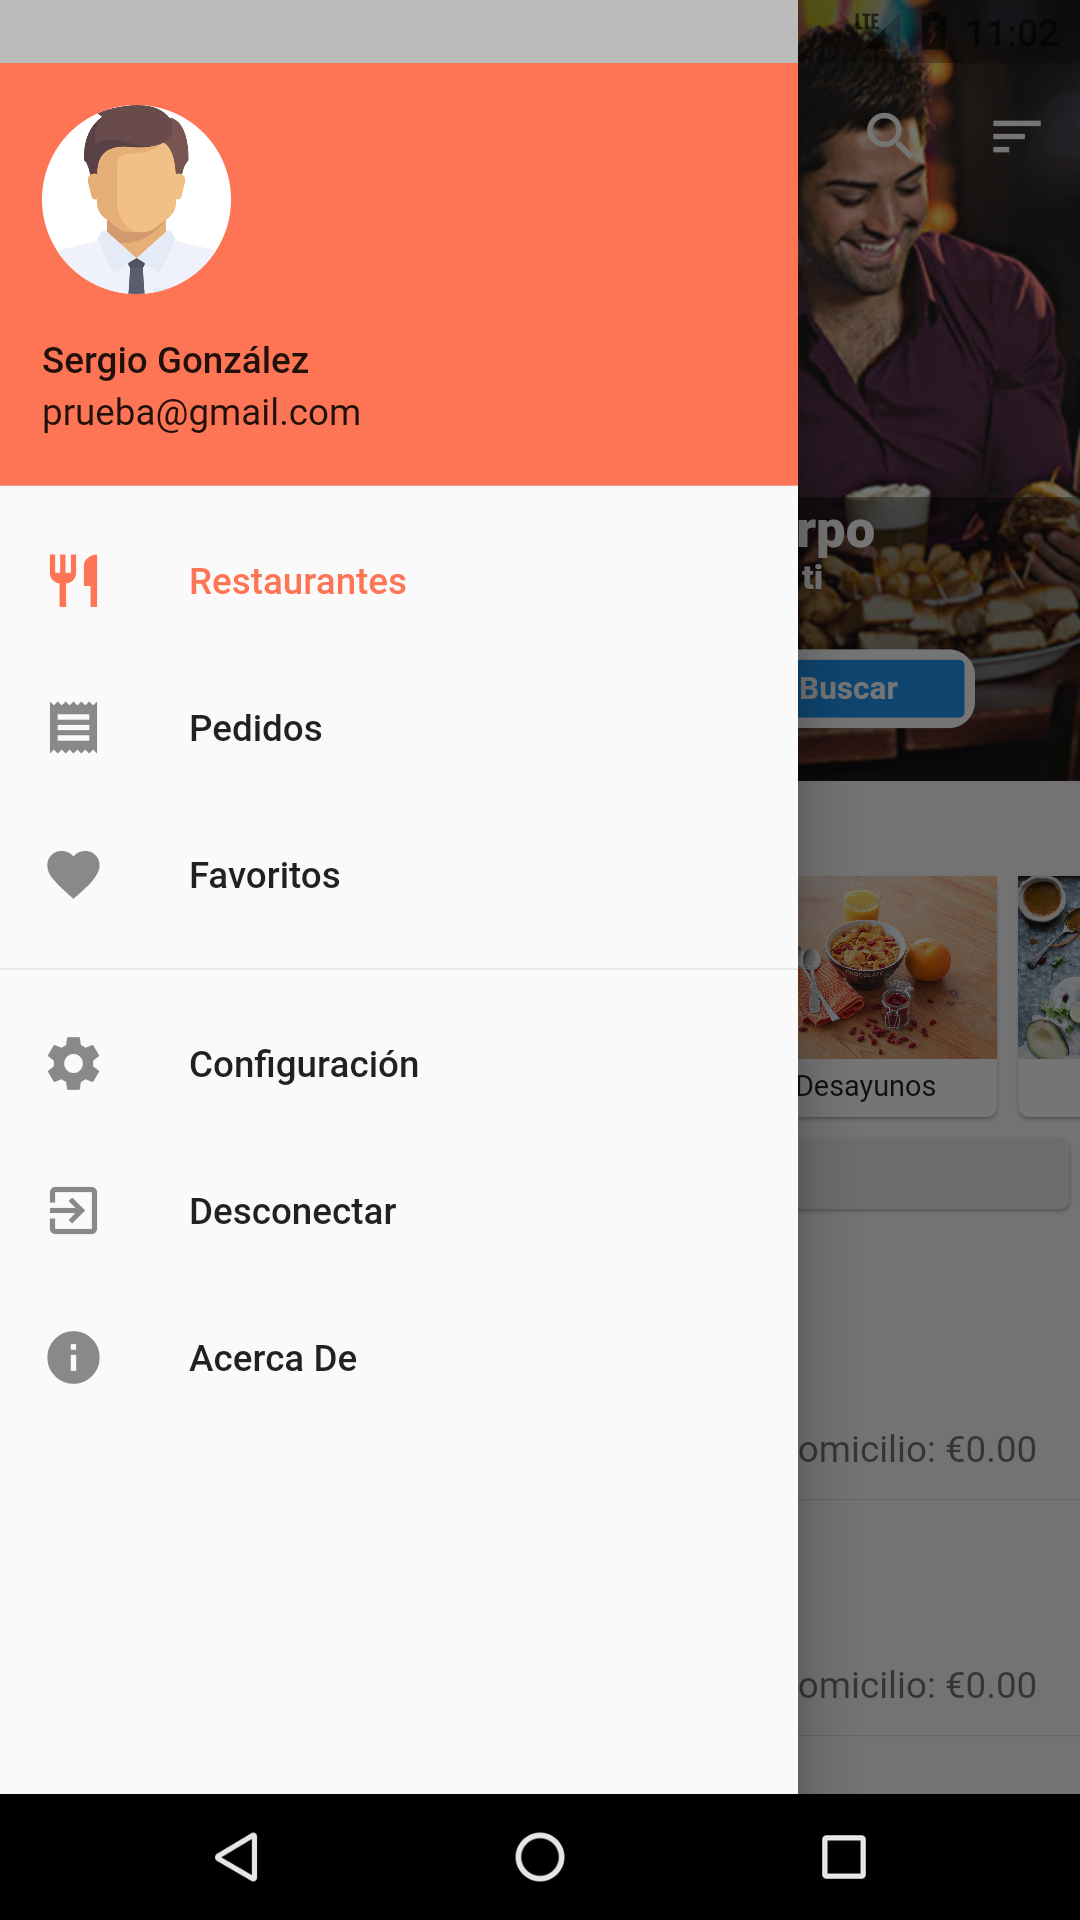 LTE 11:02
Sergio González
prueba@gmail.com
rpo
ti
Restaurantes
Buscar
Pedidos
Favoritos
CHOCOLATE
Configuración
Desayunos
Desconectar
Acerca De
omicilio: €0.00
omicilio: €0.00